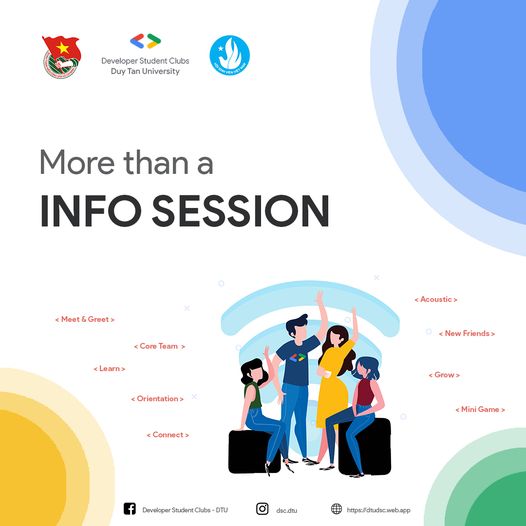 Developer Student Clubs
Duy Tan University
More than a
INFO SESSION
< Meet & Greet >
< Core Team >
< Learn >
< Orientation >
< Connect >
< Acoustic >
< New Friends >
< Grow >
< Mini Game >
Developer Student Clubs - DTU
dsc.dtu
https://dtudsc.web.app